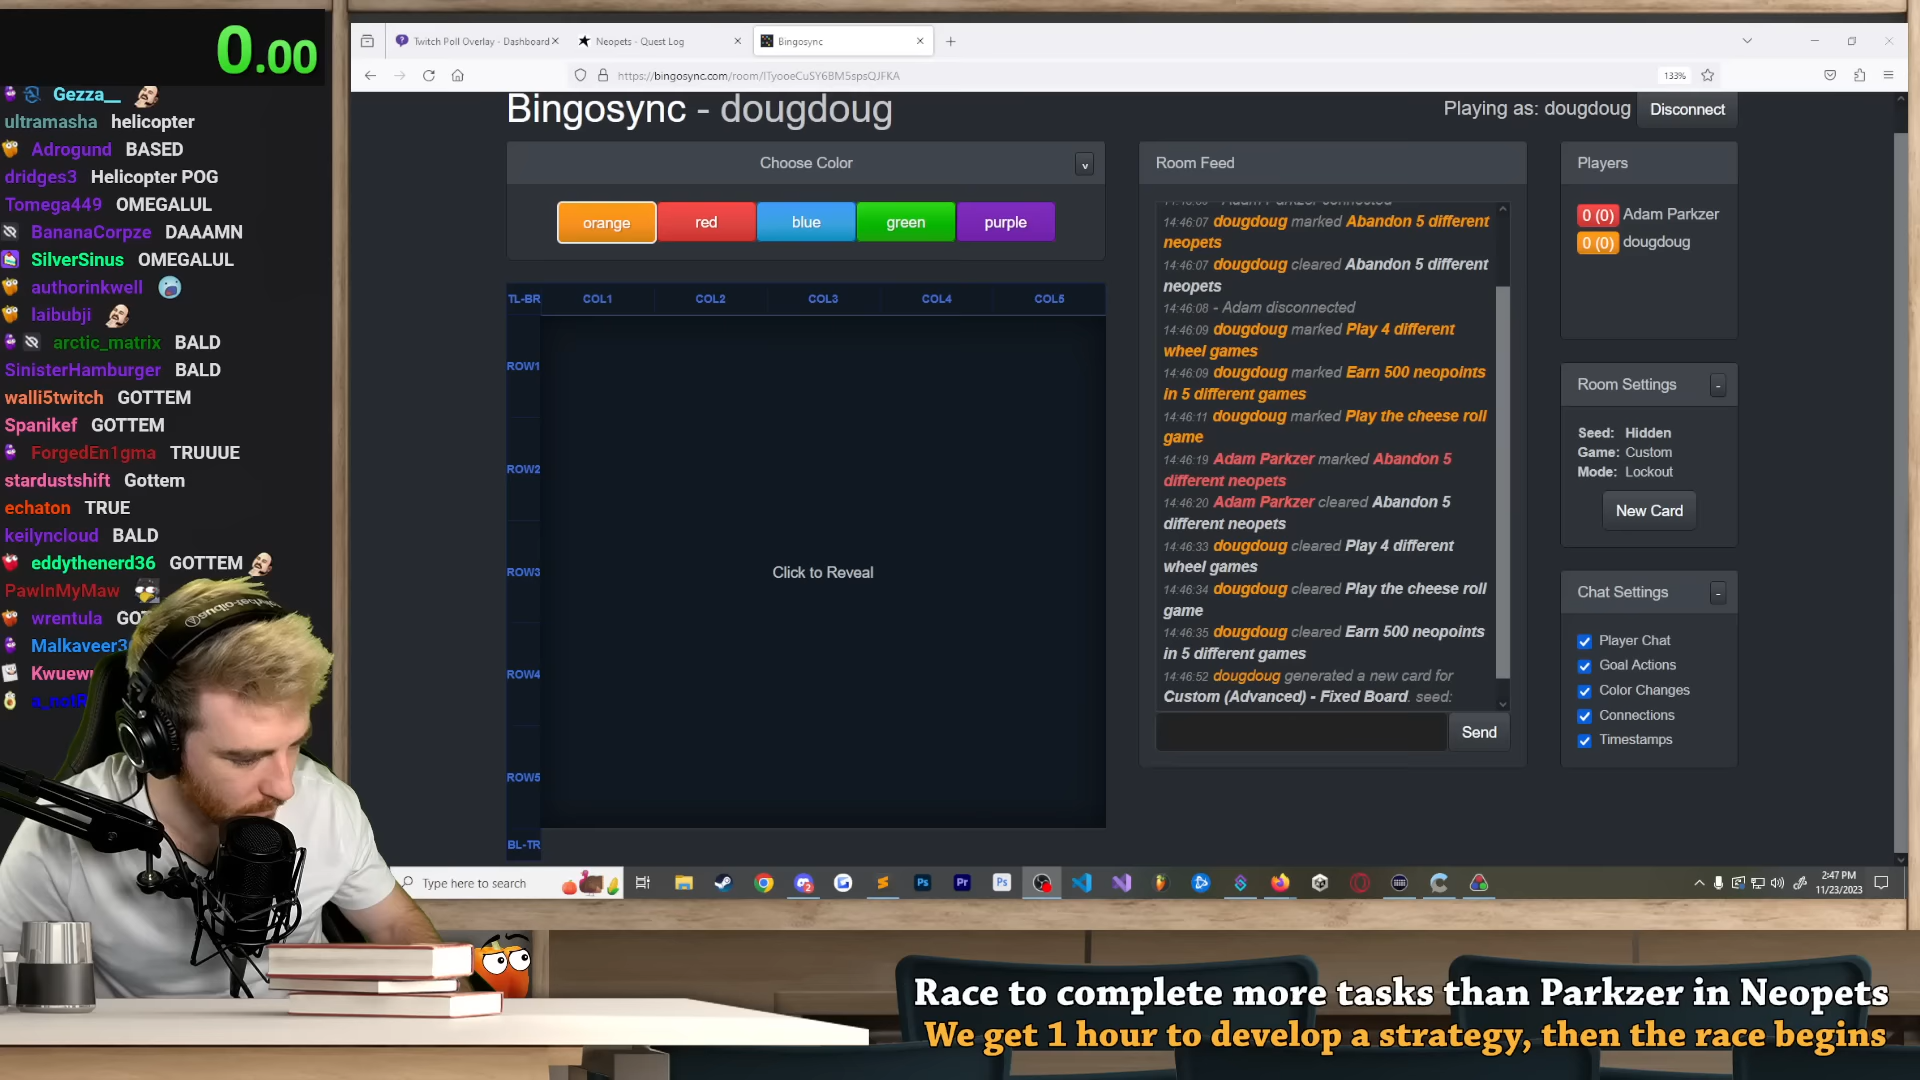 0.00
Gezza__
ultramasha helicopter
Adrogund BASED
dridges3 Helicopter POG
Tomega449 OMEGALUL
BananaCorpze DAAAMN
SilverSinus OMEGALUL
authorinkwell
laibubji
arctic_matrix BALD
SinisterHamburger BALD
walli5twitch GOTTEM
Spanikef GOTTEM
ForgedEn1gma TRUUUE
stardustshift Gottem
echaton TRUE
keilyncloud BALD
eddythenerd36 GOTTEM
PawInMyMaw
wrentula
Twitch Poll Overlay - Dashboard
Neopets - Quest Log
Bingosync
https://bingosync.com/room/ITyooeCuSY6BM5spsQJFKA
133%
Bingosync - dougdoug
Playing as: dougdoug
Disconnect
Choose Color
v
orange
red
blue
green
purple
TL-BR
COL1
COL2
COL3
COL4
COL5
ROW1
ROW2
ROW3
ROW4
ROW5
BL-TR
Click to Reveal
Room Feed
14:46:07 dougdoug marked Abandon 5 different
neopets
14:46:07 dougdoug cleared Abandon 5 different
neopets
14:46:08 - Adam disconnected
14:46:09 dougdoug marked Play 4 different
wheel games
14:46:09 dougdoug marked Earn 500 neopoints
in 5 different games
14:46:11 dougdoug marked Play the cheese roll
game
14:46:19 Adam Parkzer marked Abandon 5
different neopets
14:46:20 Adam Parkzer cleared Abandon 5
different neopets
14:46:33 dougdoug cleared Play 4 different
wheel games
14:46:34 dougdoug cleared Play the cheese roll
game
14:46:35 dougdoug cleared Earn 500 neopoints
in 5 different games
14:46:52 dougdoug generated a new card for
Custom (Advanced) - Fixed Board. seed:
Send
Players
0 (0) Adam Parkzer
0 (0) dougdoug
Room Settings
-
Seed: Hidden
Game: Custom
Mode: Lockout
New Card
Chat Settings
-
Player Chat
Goal Actions
Color Changes
Connections
Timestamps
Type here to search
2:47 PM
11/23/2023
Race to complete more tasks than Parkzer in Neopets
We get 1 hour to develop a strategy, then the race begins